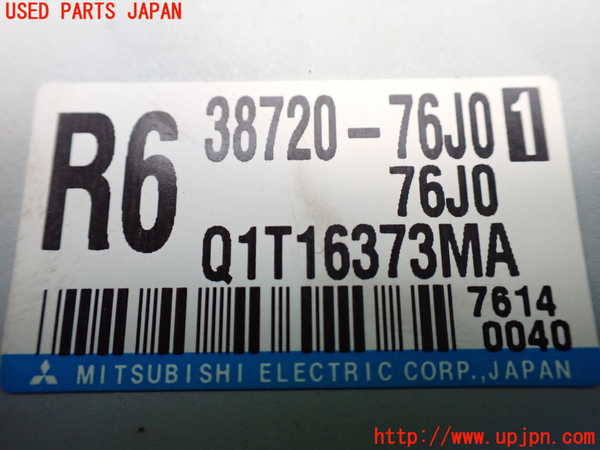 USED PARTS JAPAN
R6
38720-76J0 1
76J0
Q1T16373MA
7614
0040
MITSUBISHI ELECTRIC CORP., JAPAN
http://www.upjpn.com